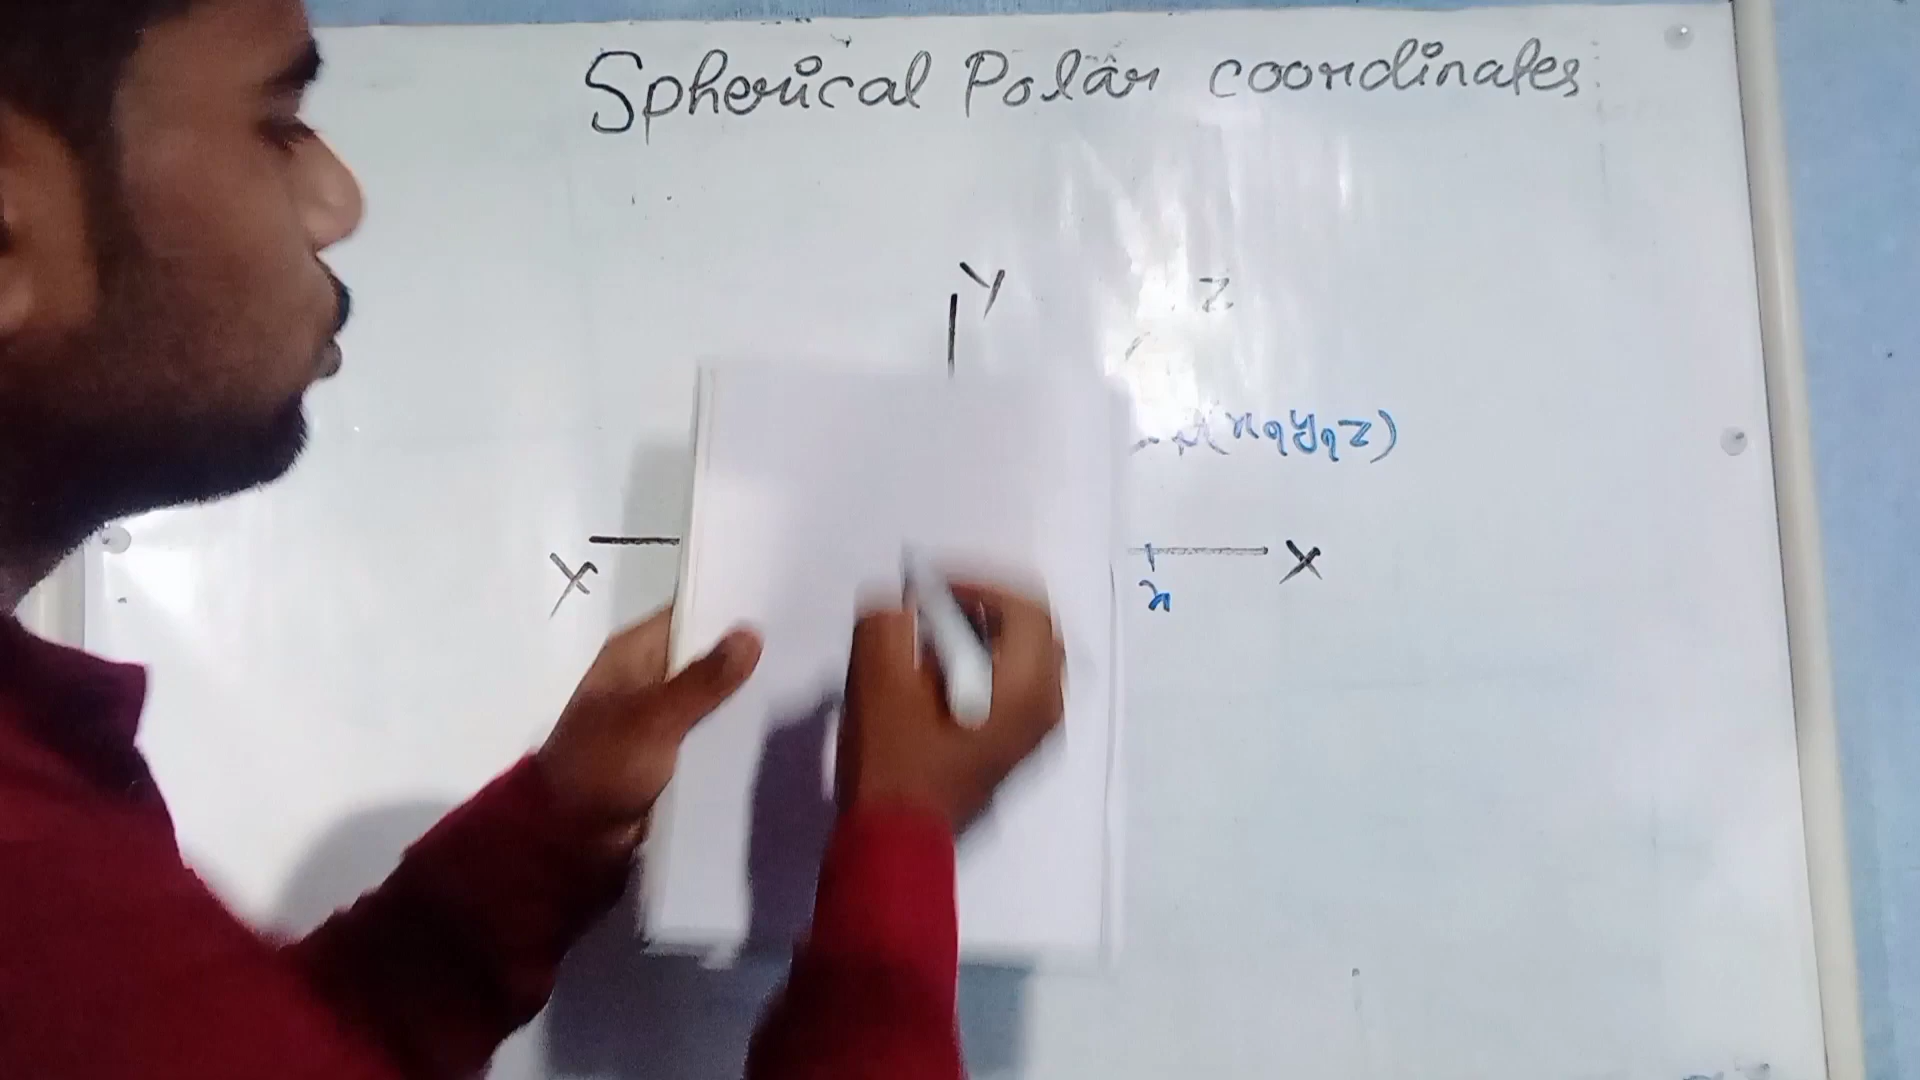 Spherical Polar coordinates
Y
Z
(x,y,z)
X
X
x